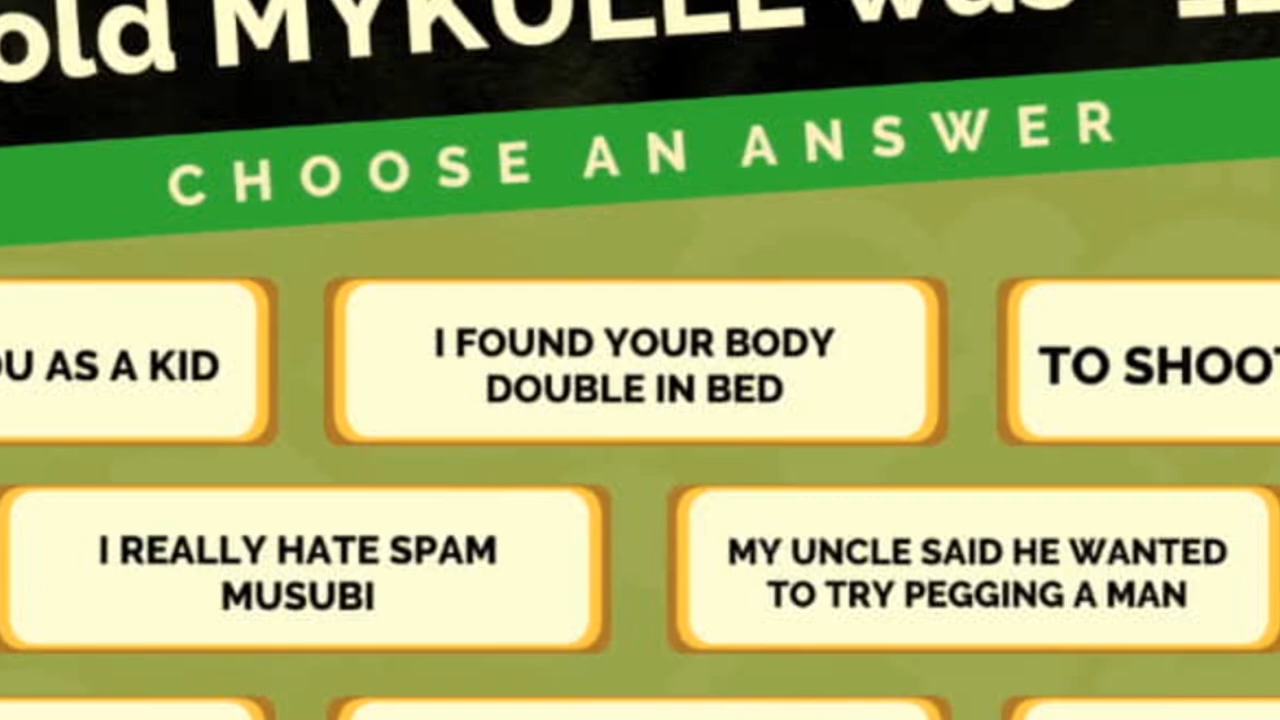 old MYKULLE was
CHOOSE AN ANSWER
AS A KID
I FOUND YOUR BODY
DOUBLE IN BED
TO SHOOT
I REALLY HATE SPAM
MUSUBI
MY UNCLE SAID HE WANTED
TO TRY PEGGING A MAN